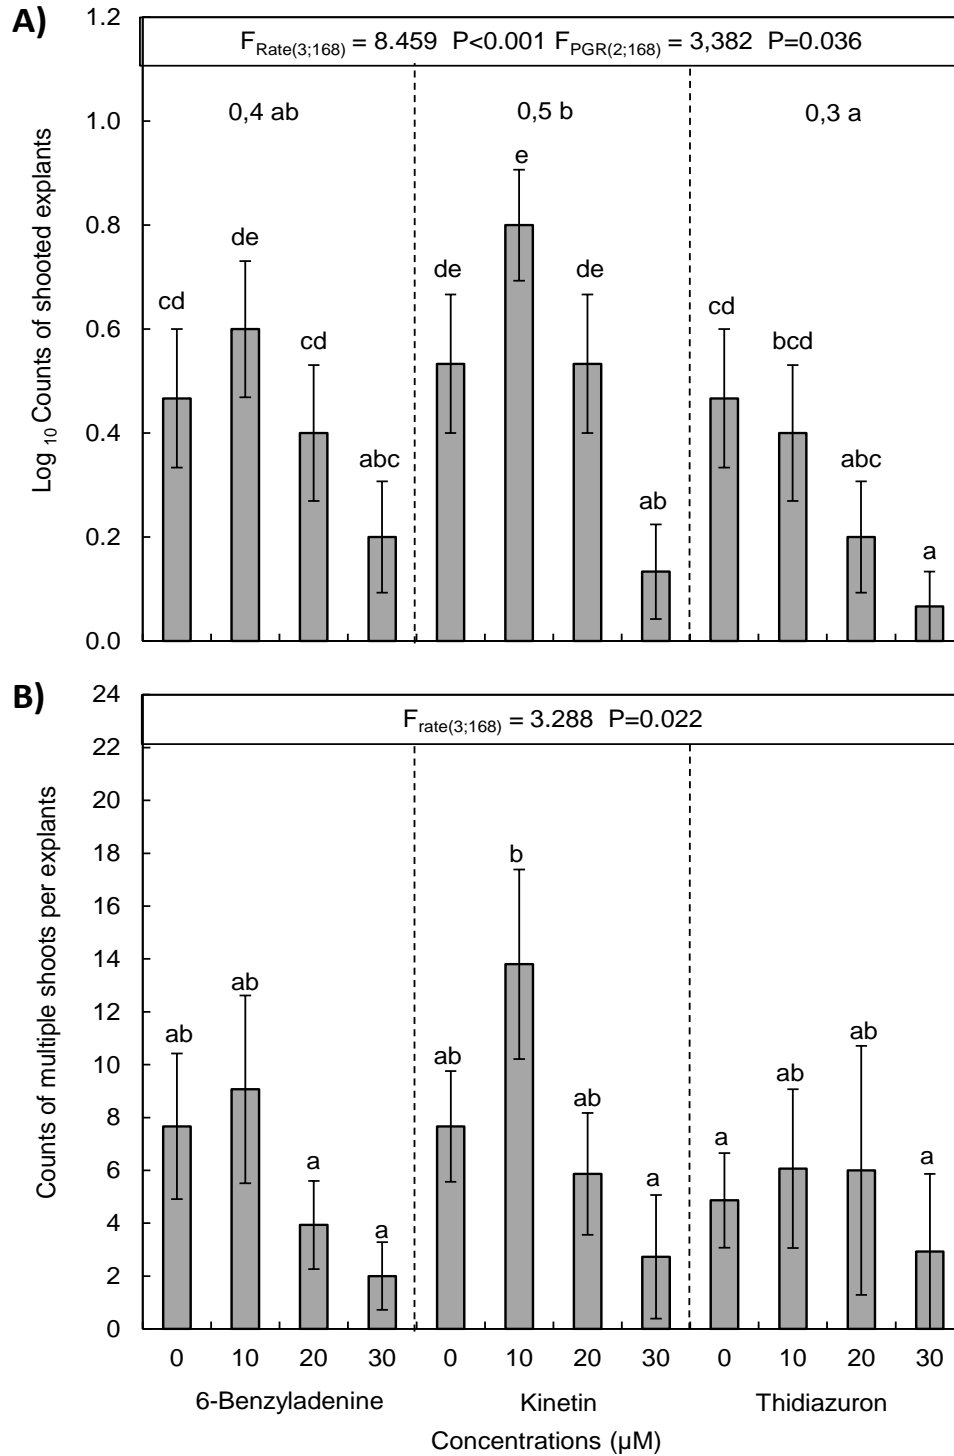 A)
1.2
F Rate(3;168) = 8.459 P<0.001 F PGR(2;168) = 3,382 P=0.036
0,4 ab
0,5 b
0,3 a
1.0
0.8
0.6
0.4
0.2
0.0
Log 10 Counts of shooted explants
cd
de
cd
abc
de
e
de
ab
cd
bcd
abc
a
B)
24
F rate(3;168) = 3.288 P=0.022
22
20
18
16
14
12
10
8
6
4
2
0
Counts of multiple shoots per explants
ab
ab
a
a
ab
b
ab
a
a
ab
ab
a
0 10 20 30 0 10 20 30 0 10 20 30
6-Benzyladenine Kinetin Thidiazuron
Concentrations (µM)